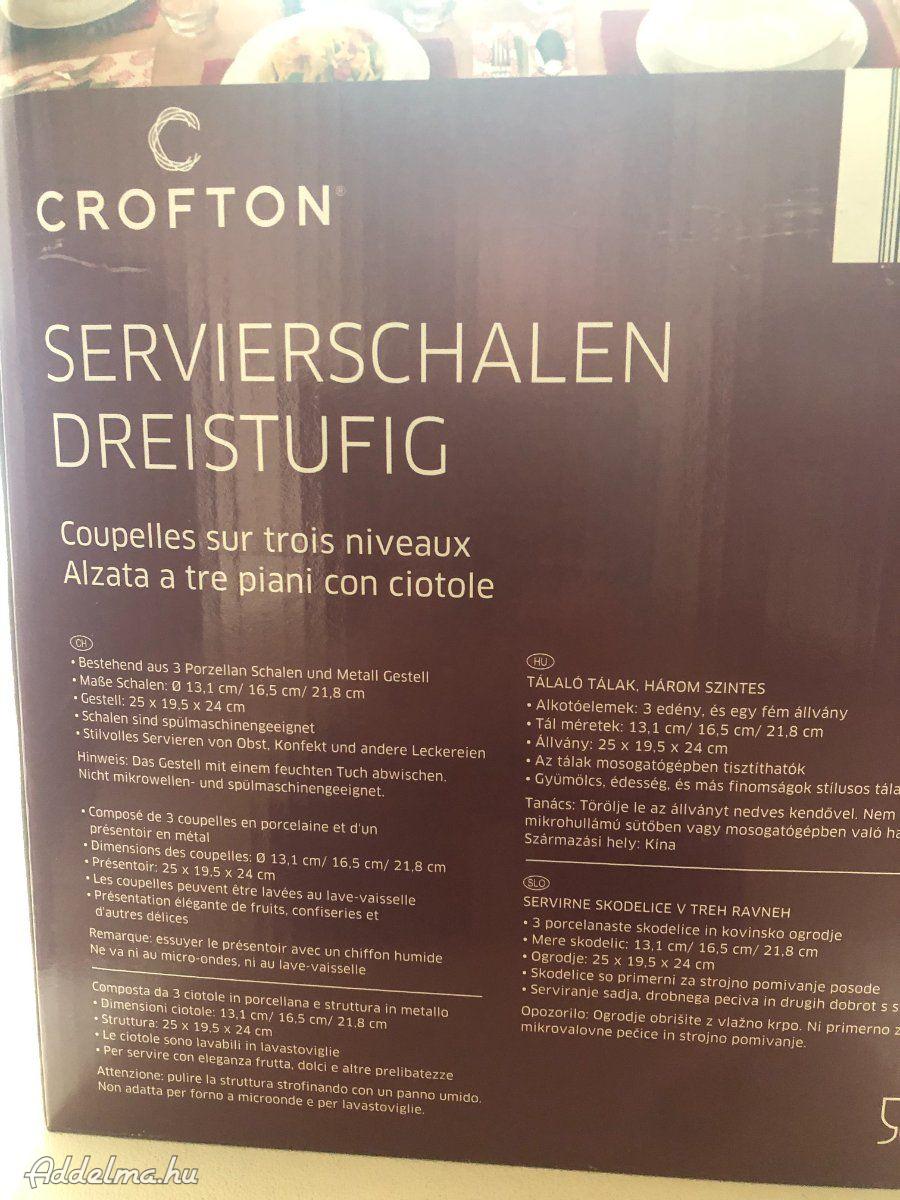 CROFTON®
SERVIERSCHALEN
DREISTUFIG
Coupelles sur trois niveaux
Alzata a tre piani con ciotole
CH
• Bestehend aus 3 Porzellan Schalen und Metall Gestell
• Maße Schalen: Ø 13,1 cm/ 16,5 cm/ 21,8 cm
• Gestell: 25 x 19,5 x 24 cm
• Schalen sind spülmaschinengeeignet
• Stilvolles Servieren von Obst, Konfekt und andere Leckereien
Hinweis: Das Gestell mit einem feuchten Tuch abwischen.
Nicht mikrowellen- und spülmaschinengeeignet.
• Composé de 3 coupelles en porcelaine et d'un
présentoir en métal
• Dimensions des coupelles: Ø 13,1 cm/ 16,5 cm/ 21,8 cm
• Présentoir: 25 x 19,5 x 24 cm
• Les coupelles peuvent être lavées au lave-vaisselle
• Présentation élégante de fruits, confiseries et
d'autres délices
Remarque: essuyer le présentoir avec un chiffon humide
Ne va ni au micro-ondes, ni au lave-vaisselle
Composta da 3 ciotole in porcellana e struttura in metallo
• Dimensioni ciotole: 13,1 cm/ 16,5 cm/ 21,8 cm
• Struttura: 25 x 19,5 x 24 cm
• Le ciotole sono lavabili in lavastoviglie
• Per servire con eleganza frutta, dolci e altre prelibatezze
Attenzione: pulire la struttura strofinando con un panno umido.
Non adatta per forno a microonde e per lavastoviglie.
HU
TÁLALÓ TÁLAK, HÁROM SZINTES
• Alkotóelemek: 3 edény, és egy fém állvány
• Tál méretek: 13,1 cm/ 16,5 cm/ 21,8 cm
• Állvány: 25 x 19,5 x 24 cm
• Az tálak mosogatógépben tisztíthatók
• Gyümölcs, édesség, és más finomságok stílusos tála
Tanács: Törölje le az állványt nedves kendővel. Nem
mikrohullámú sütőben vagy mosogatógépben való ha
Származási hely: Kína
SLO
SERVIRNE SKODELICE V TREH RAVNEH
• 3 porcelanaste skodelice in kovinsko ogrodje
• Mere skodelic: 13,1 cm/ 16,5 cm/ 21,8 cm
• Ogrodje: 25 x 19,5 x 24 cm
• Skodelice so primerni za strojno pomivanje posode
• Serviranje sadja, drobnega peciva in drugih dobrot s s
Opozorilo: Ogrodje obrišite z vlažno krpo. Ni primerno z
mikrovalovne pečice in strojno pomivanje.
Addelma.hu